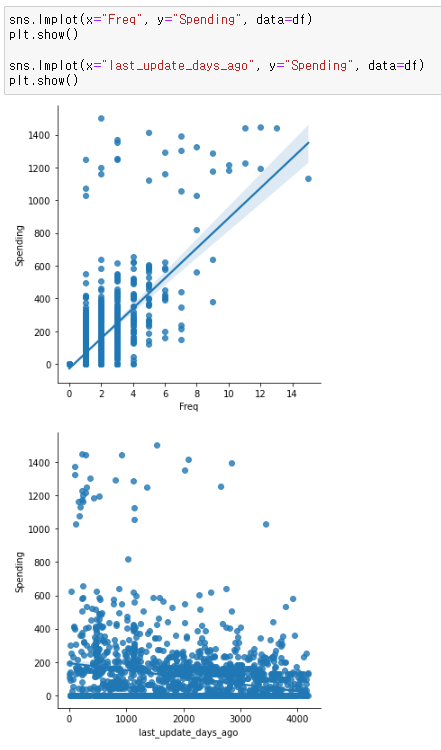 sns.lmplot(x="Freq", y="Spending", data=df)
plt.show()
sns.lmplot(x="last_update_days_ago", y="Spending", data=df)
plt.show()
1400
1200
1000
800
600
400
200
0
Spending
0 2 4 6 8 10 12 14
Freq
1400
1200
1000
800
600
400
200
0
Spending
0 1000 2000 3000 4000
last_update_days_ago